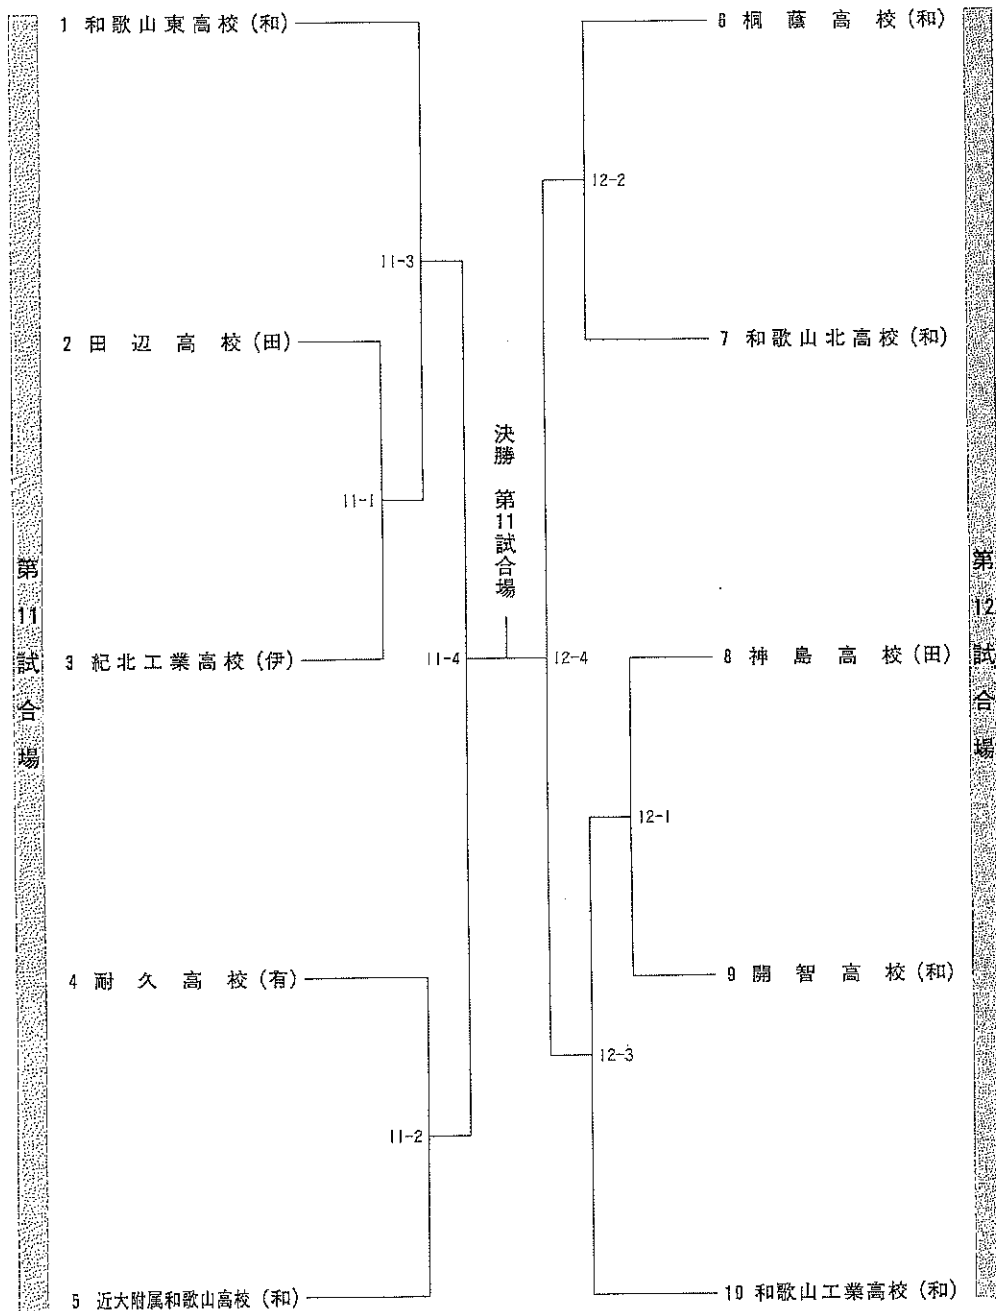 第11試合場
1 和歌山東高校 (和)
11-3
2 田辺高校 (田)
11-1
3 紀北工業高校 (伊)
11-4
4 耐久高校 (有)
11-2
5 近大附属和歌山高校 (和)
決勝 第11試合場
6 桐蔭高校 (和)
12-2
7 和歌山北高校 (和)
12-4
8 神島高校 (田)
12-1
9 開智高校 (和)
12-3
10 和歌山工業高校 (和)
第12試合場